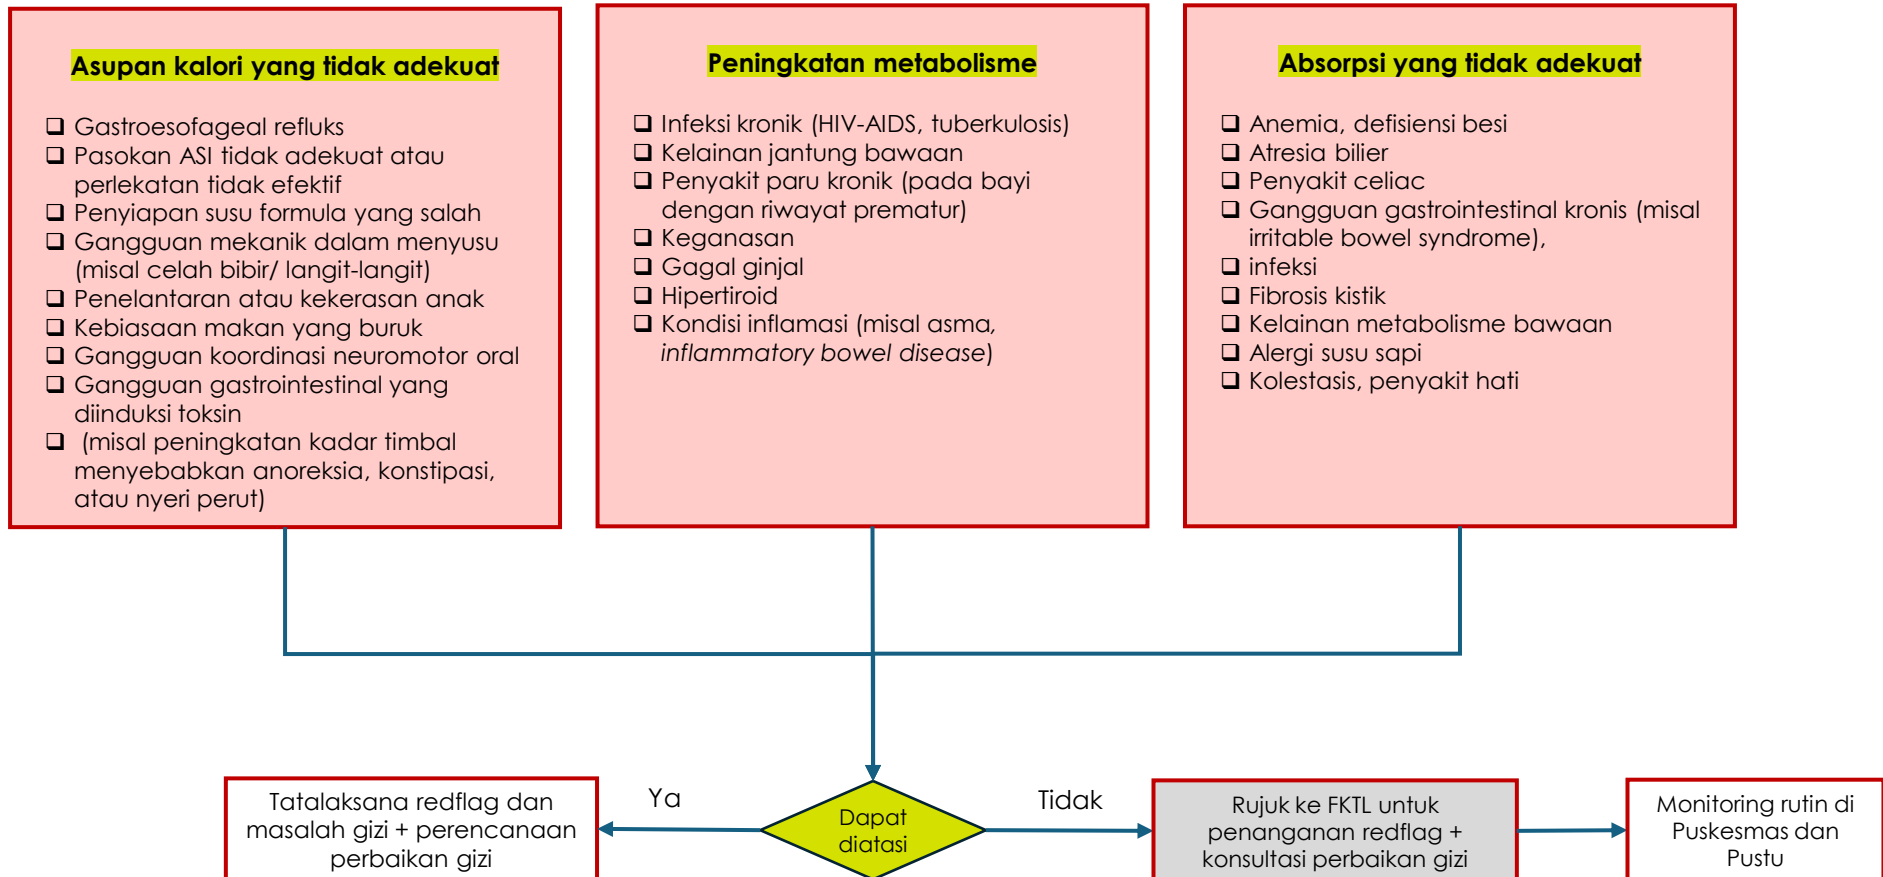 Asupan kalori yang tidak adekuat
❑ Gastroesofageal refluks
❑ Pasokan ASI tidak adekuat atau
perlekatan tidak efektif
❑ Penyiapan susu formula yang salah
❑ Gangguan mekanik dalam menyusu
(misal celah bibir/ langit-langit)
❑ Penelantaran atau kekerasan anak
❑ Kebiasaan makan yang buruk
❑ Gangguan koordinasi neuromotor oral
❑ Gangguan gastrointestinal yang
diinduksi toksin
❑ (misal peningkatan kadar timbal
menyebabkan anoreksia, konstipasi,
atau nyeri perut)
Peningkatan metabolisme
❑ Infeksi kronik (HIV-AIDS, tuberkulosis)
❑ Kelainan jantung bawaan
❑ Penyakit paru kronik (pada bayi
dengan riwayat prematur)
❑ Keganasan
❑ Gagal ginjal
❑ Hipertiroid
❑ Kondisi inflamasi (misal asma,
inflammatory bowel disease)
Absorpsi yang tidak adekuat
❑ Anemia, defisiensi besi
❑ Atresia bilier
❑ Penyakit celiac
❑ Gangguan gastrointestinal kronis (misal
irritable bowel syndrome),
❑ infeksi
❑ Fibrosis kistik
❑ Kelainan metabolisme bawaan
❑ Alergi susu sapi
❑ Kolestasis, penyakit hati
Tatalaksana redflag dan
masalah gizi + perencanaan
perbaikan gizi
Ya
Dapat
diatasi
Tidak
Rujuk ke FKTL untuk
penanganan redflag +
konsultasi perbaikan gizi
Monitoring rutin di
Puskesmas dan
Pustu